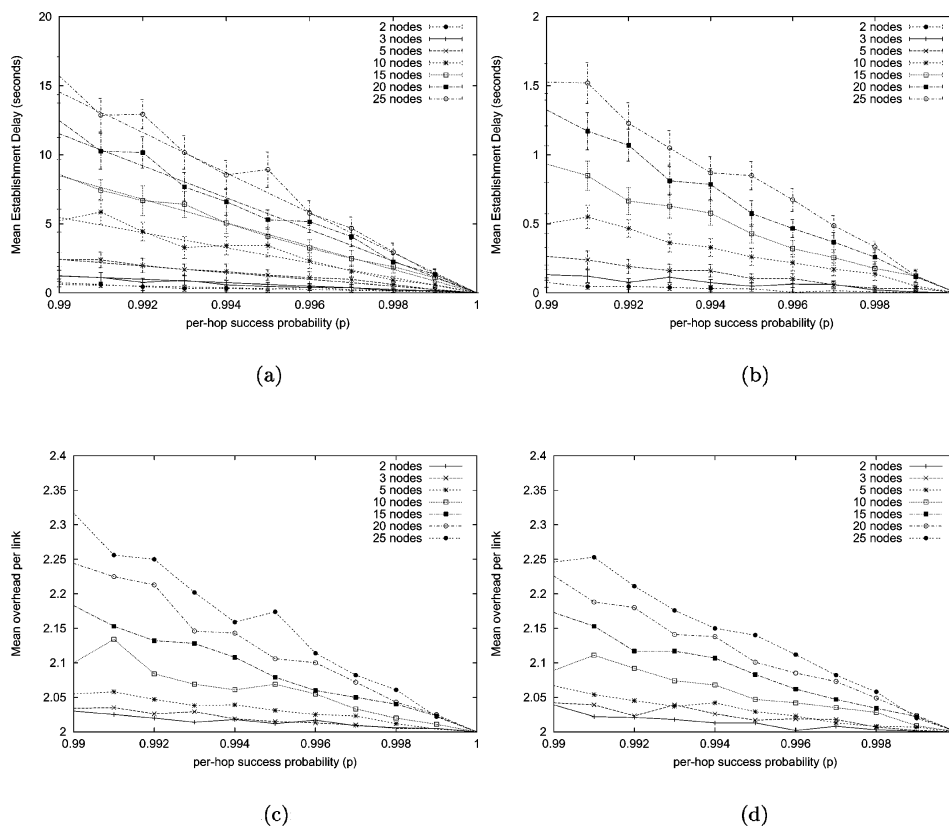 20
15
10
5
0
0.99
0.992
0.994
0.996
0.998
1
Mean Establishment Delay (seconds)
per-hop success probability (p)
2 nodes
3 nodes
5 nodes
10 nodes
15 nodes
20 nodes
25 nodes
(a)
2
1.5
1
0.5
0
0.99
0.992
0.994
0.996
0.998
Mean Establishment Delay (seconds)
per-hop success probability (p)
2 nodes
3 nodes
5 nodes
10 nodes
15 nodes
20 nodes
25 nodes
(b)
2.4
2.35
2.3
2.25
2.2
2.15
2.1
2.05
2
0.99
0.992
0.994
0.996
0.998
1
Mean overhead per link
per-hop success probability (p)
2 nodes
3 nodes
5 nodes
10 nodes
15 nodes
20 nodes
25 nodes
(c)
2.4
2.35
2.3
2.25
2.2
2.15
2.1
2.05
2
0.99
0.992
0.994
0.996
0.998
Mean overhead per link
per-hop success probability (p)
2 nodes
3 nodes
5 nodes
10 nodes
15 nodes
20 nodes
25 nodes
(d)